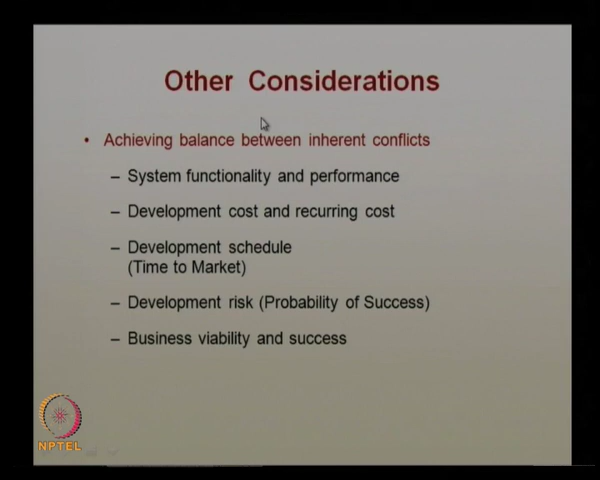 Other Considerations
• Achieving balance between inherent conflicts
– System functionality and performance
– Development cost and recurring cost
– Development schedule
(Time to Market)
– Development risk (Probability of Success)
– Business viability and success
NPTEL